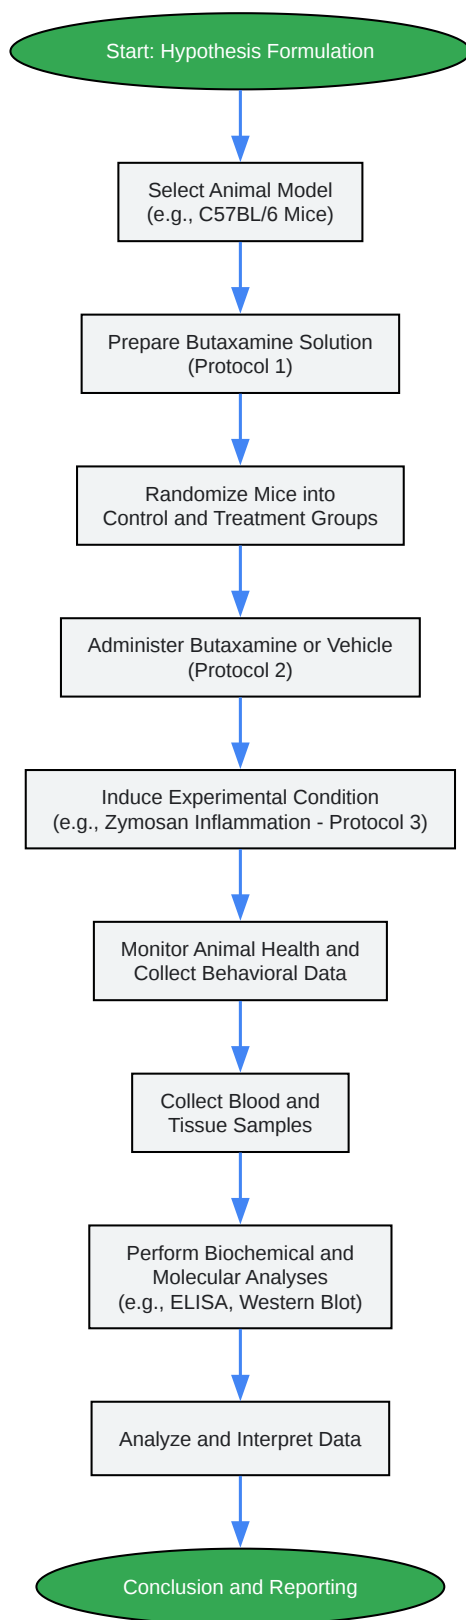 Start: Hypothesis Formulation
Select Animal Model
(e.g., C57BL/6 Mice)
Prepare Butaxamine Solution
(Protocol 1)
Randomize Mice into
Control and Treatment Groups
Administer Butaxamine or Vehicle
(Protocol 2)
Induce Experimental Condition
(e.g., Zymosan Inflammation - Protocol 3)
Monitor Animal Health and
Collect Behavioral Data
Collect Blood and
Tissue Samples
Perform Biochemical and
Molecular Analyses
(e.g., ELISA, Western Blot)
Analyze and Interpret Data
Conclusion and Reporting